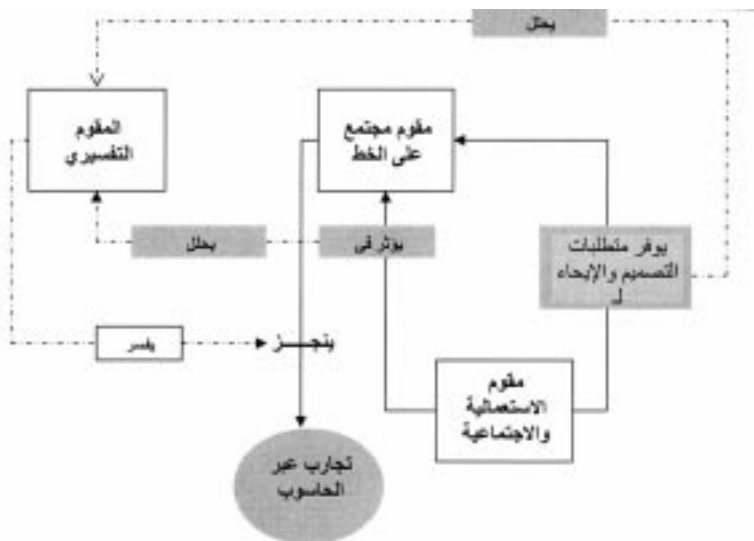 يحلل
المقوم
التفسيري
مقوم مجتمع
على الخط
يحلل
يؤثر في
يوفر متطلبات
التصميم والإيحاء
لـ
يفسر
ينجـــــز
مقوم
الاستعمالية
والاجتماعية
تجارب عبر
الحاسوب